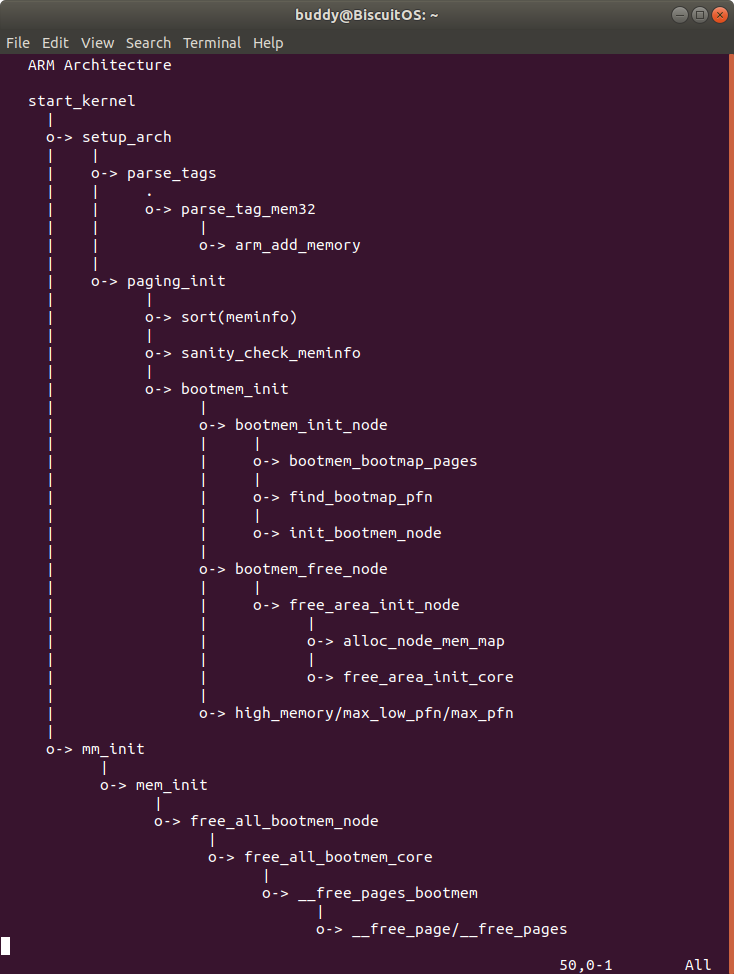 buddy@BiscuitOS: ~
File Edit View Search Terminal Help
ARM Architecture
start_kernel
|
o-> setup_arch
|    |
|    o-> parse_tags
|    |     .
|    |     o-> parse_tag_mem32
|    |           |
|    |           o-> arm_add_memory
|    |
|    o-> paging_init
|          |
|          o-> sort(meminfo)
|          |
|          o-> sanity_check_meminfo
|          |
|          o-> bootmem_init
|                |
|                o-> bootmem_init_node
|                |     |
|                |     o-> bootmem_bootmap_pages
|                |     |
|                |     o-> find_bootmap_pfn
|                |     |
|                |     o-> init_bootmem_node
|                |
|                o-> bootmem_free_node
|                |     |
|                |     o-> free_area_init_node
|                |           |
|                |           o-> alloc_node_mem_map
|                |           |
|                |           o-> free_area_init_core
|                |
|                o-> high_memory/max_low_pfn/max_pfn
|
o-> mm_init
      |
      o-> mem_init
            |
            o-> free_all_bootmem_node
                  |
                  o-> free_all_bootmem_core
                        |
                        o-> __free_pages_bootmem
                              |
                              o-> __free_page/__free_pages
50,0-1 All